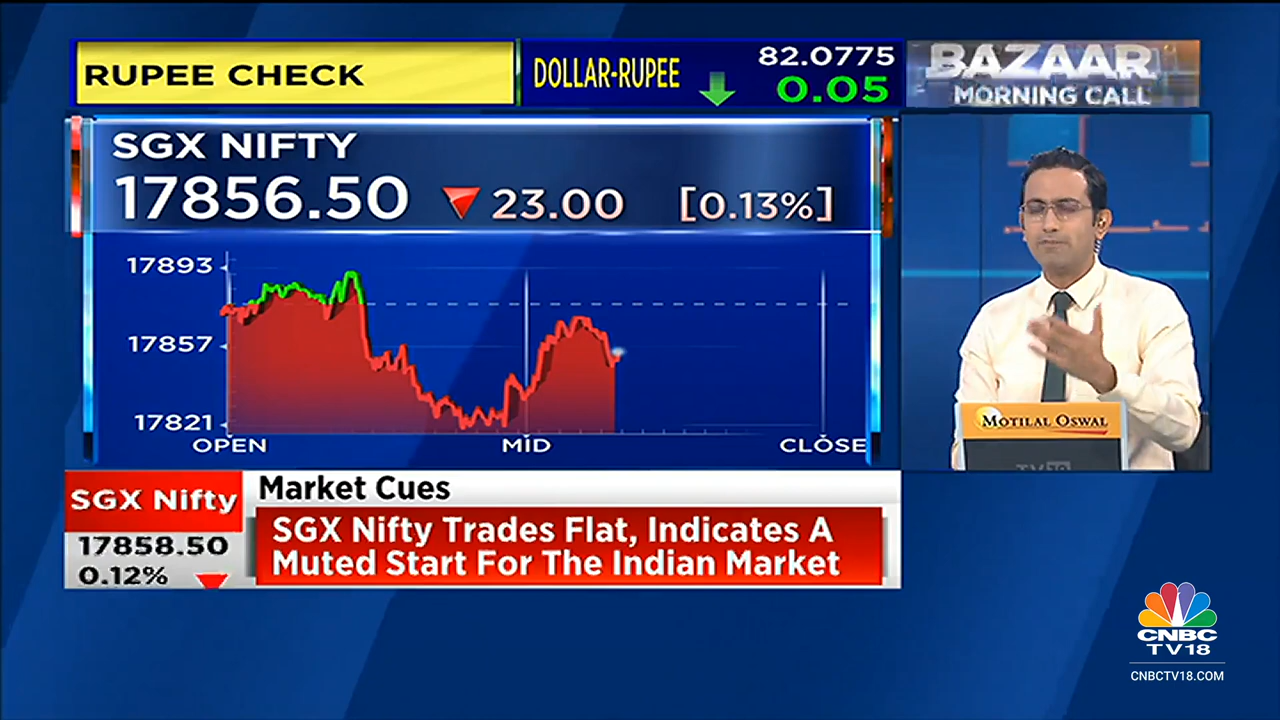 RUPEE CHECK
DOLLAR-RUPEE
82.0775
0.05
BAZAAR
MORNING CALL
SGX NIFTY
17856.50 23.00 [0.13%]
17893
17857
17821
OPEN MID CLOSE
MOTILAL OSWAL
TV18
SGX Nifty
17858.50
0.12%
Market Cues
SGX Nifty Trades Flat, Indicates A
Muted Start For The Indian Market
CNBC
TV18
CNBCTV18.COM